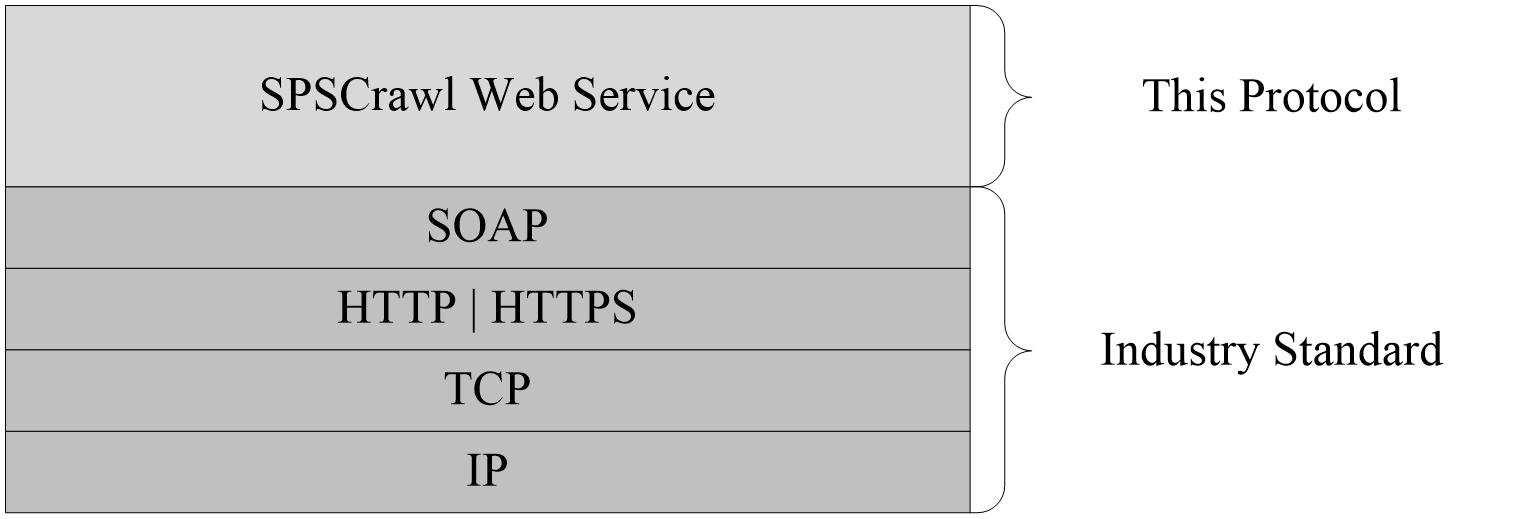 SPSCrawl Web Service
This Protocol
SOAP
HTTP | HTTPS
TCP
IP
Industry Standard